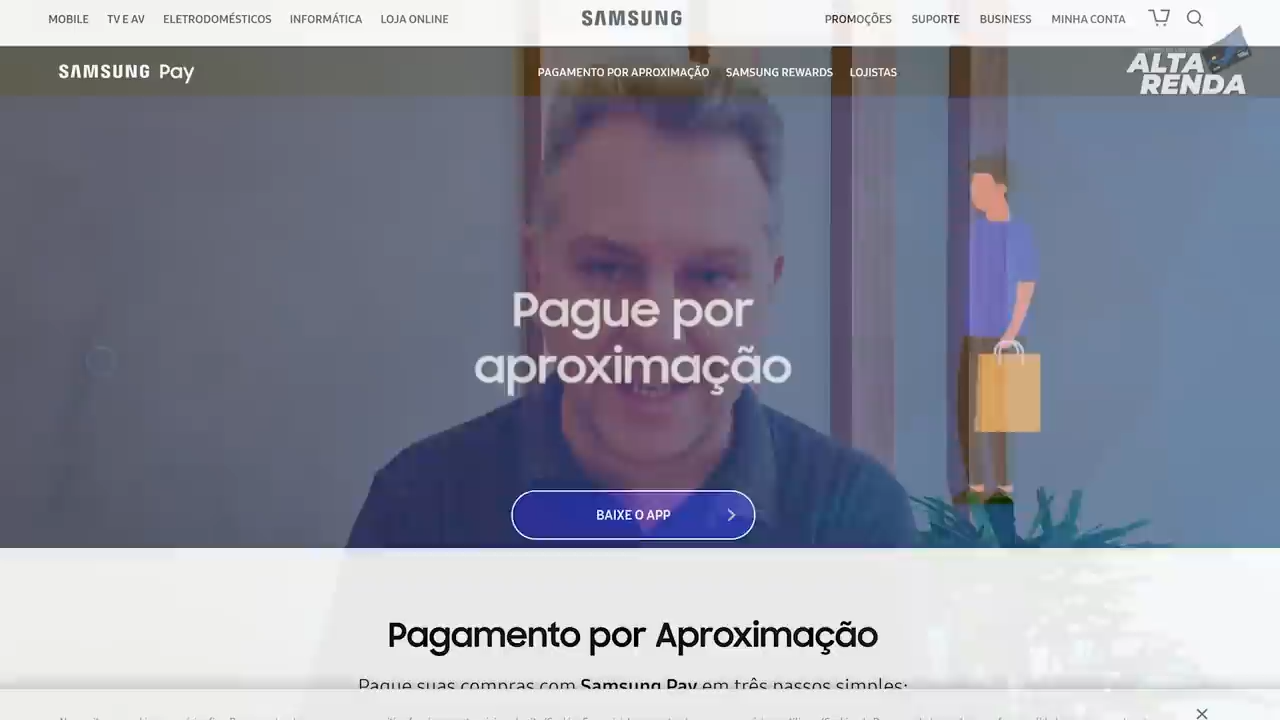 MOBILE TV E AV ELETRODOMÉSTICOS INFORMÁTICA LOJA ONLINE SAMSUNG PROMOÇÕES SUPORTE BUSINESS MINHA CONTA
SAMSUNG Pay PAGAMENTO POR APROXIMAÇÃO SAMSUNG REWARDS LOJISTAS
ALTA
RENDA
Pague por
aproximação
BAIXE O APP
Pagamento por Aproximação
Pague suas compras com Samsung Pay em três passos simples: